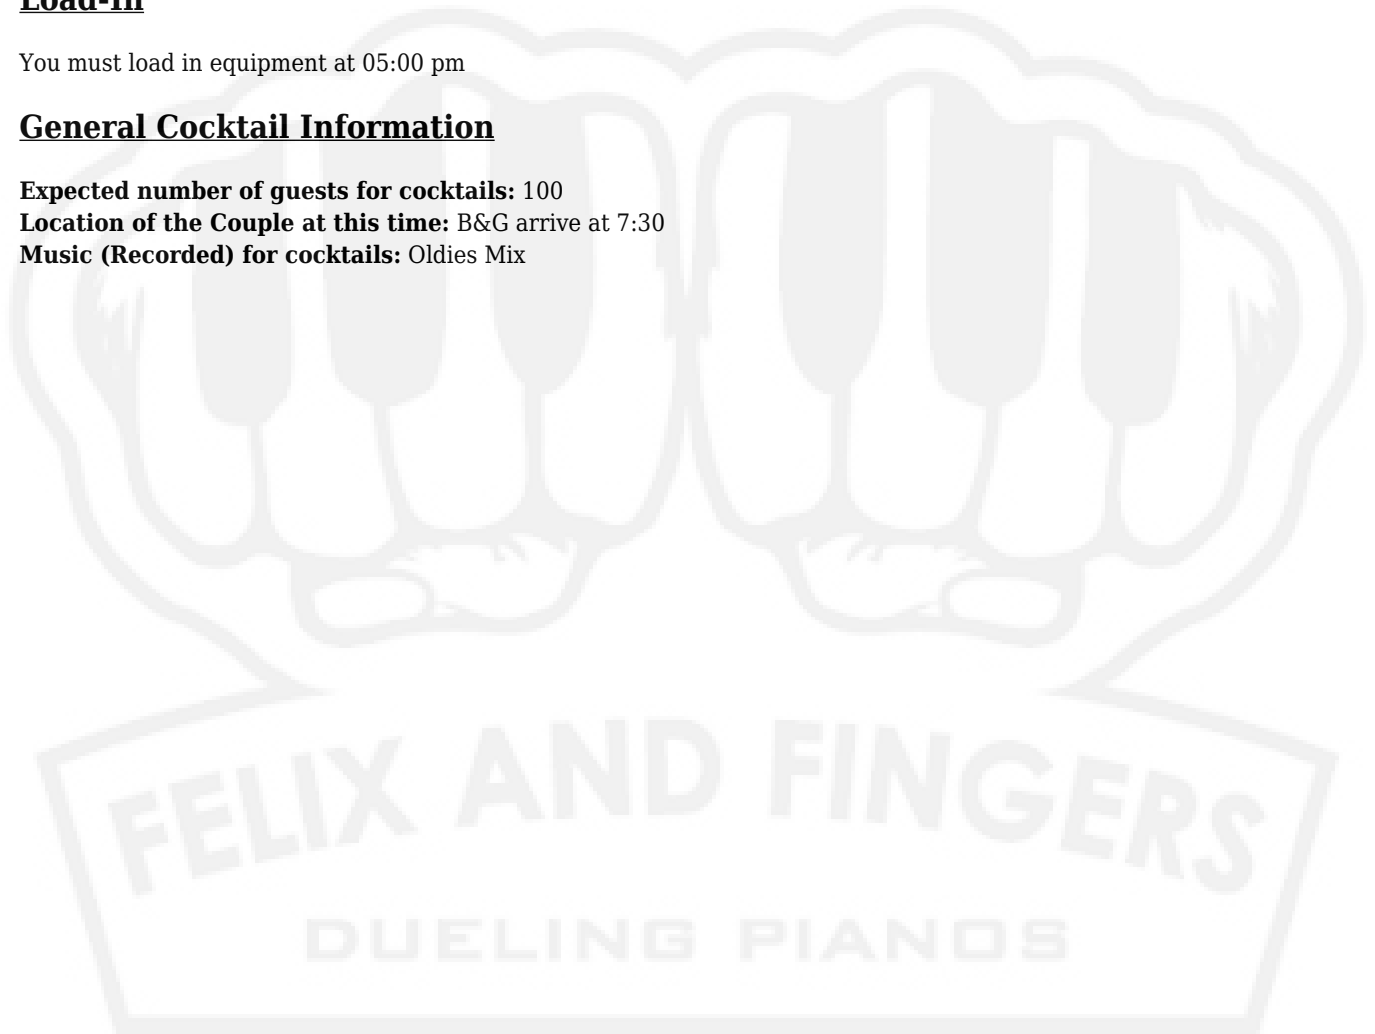 Load-In
You must load in equipment at 05:00 pm
General Cocktail Information
Expected number of guests for cocktails: 100
Location of the Couple at this time: B&G arrive at 7:30
Music (Recorded) for cocktails: Oldies Mix
FELIX AND FINGERS
DUELING PIANOS